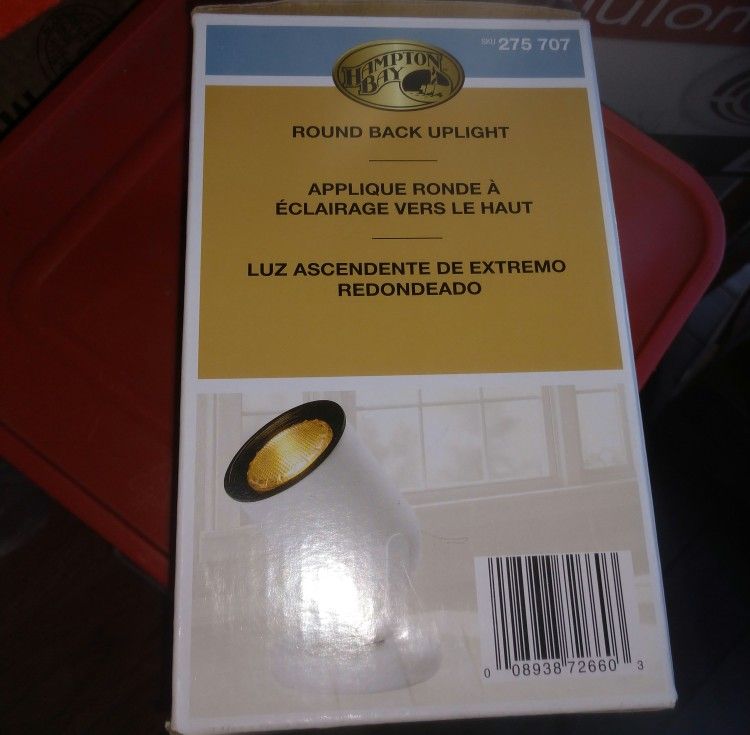 SKU 275 707
HAMPTON
BAY
ROUND BACK UPLIGHT
APPLIQUE RONDE À
ÉCLAIRAGE VERS LE HAUT
LUZ ASCENDENTE DE EXTREMO
REDONDEADO
0 08938 72660 3